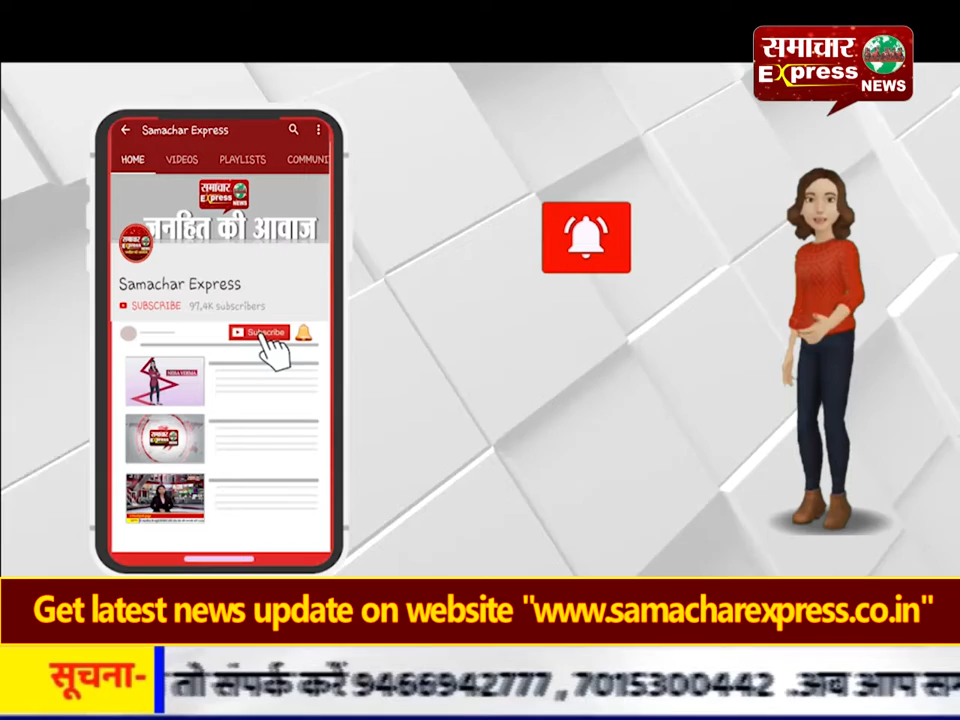 समाचार
Express
NEWS
Samachar Express
HOME VIDEOS PLAYLISTS COMMUNI
समाचार
Express
NEWS
जनहित की आवाज
Samachar Express
SUBSCRIBE 97.4K subscribers
Subscribe
Get latest news update on website "www.samacharexpress.co.in"
सूचना- तो संपर्क करें 9466942777 , 7015300442 ..अब आप सम